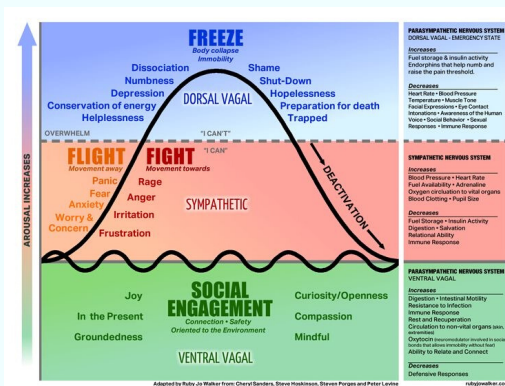 FREEZE
Body collapse
Immobility
Dissociation
Numbness
Depression
Conservation of energy
Helplessness
Shame
Shut-Down
Hopelessness
Preparation for death
Trapped
DORSAL VAGAL
OVERWHELM
"I CAN'T"
"I CAN"
FLIGHT
Movement away
Panic
Fear
Anxiety
Worry &
Concern
FIGHT
Movement towards
Rage
Anger
Irritation
Frustration
SYMPATHETIC
DEACTIVATION
AROUSAL INCREASES
SOCIAL
ENGAGEMENT
Connection • Safety
Oriented to the Environment
Joy
In the Present
Groundedness
Curiosity/Openness
Compassion
Mindful
VENTRAL VAGAL
PARASYMPATHETIC NERVOUS SYSTEM
DORSAL VAGAL - EMERGENCY STATE
Increases
Fuel storage & insulin activity
Endorphins that help numb and
raise the pain threshold.
Decreases
Heart Rate • Blood Pressure
Temperature • Muscle Tone
Facial Expressions • Eye Contact
Intonations • Awareness of the Human
Voice • Social Behavior • Sexual
Responses • Immune Response
SYMPATHETIC NERVOUS SYSTEM
Increases
Blood Pressure • Heart Rate
Fuel Availability • Adrenaline
Oxygen circluation to vital organs
Blood Clotting • Pupil Size
Decreases
Fuel Storage • Insulin Activity
Digestion • Salvation
Relational Ability
Immune Response
PARASYMPATHETIC NERVOUS SYSTEM
VENTRAL VAGAL
Increases
Digestion • Intestinal Motility
Resistance to Infection
Immune Response
Rest and Recuperation
Circulation to non-vital organs (skin,
extremities)
Oxytocin (neuromodulator involved in social
bonds that allows immobility without fear)
Ability to Relate and Connect
Decreases
Defensive Responses
Adapted by Ruby Jo Walker from: Cheryl Sanders, Steve Hoskinson, Steven Porges and Peter Levine
rubyjowalker.com